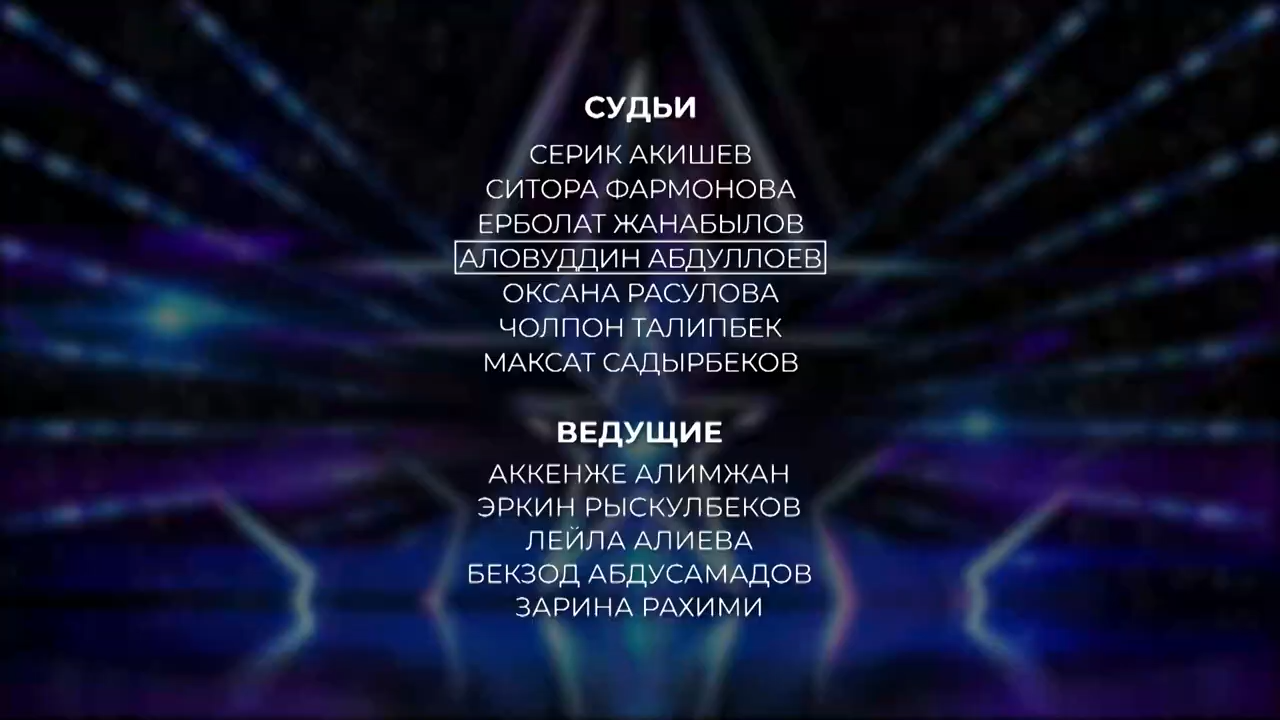 СУДЬИ
СЕРИК АКИШЕВ
СИТОРА ФАРМОНОВА
ЕРБОЛАТ ЖАНАБЫЛОВ
АЛОВУДДИН АБДУЛЛОЕВ
ОКСАНА РАСУЛОВА
ЧОЛПОН ТАЛИПБЕК
МАКСАТ САДЫРБЕКОВ
ВЕДУЩИЕ
АККЕНЖЕ АЛИМЖАН
ЭРКИН РЫСКУЛБЕКОВ
ЛЕЙЛА АЛИЕВА
БЕКЗОД АБДУСАМАДОВ
ЗАРИНА РАХИМИ